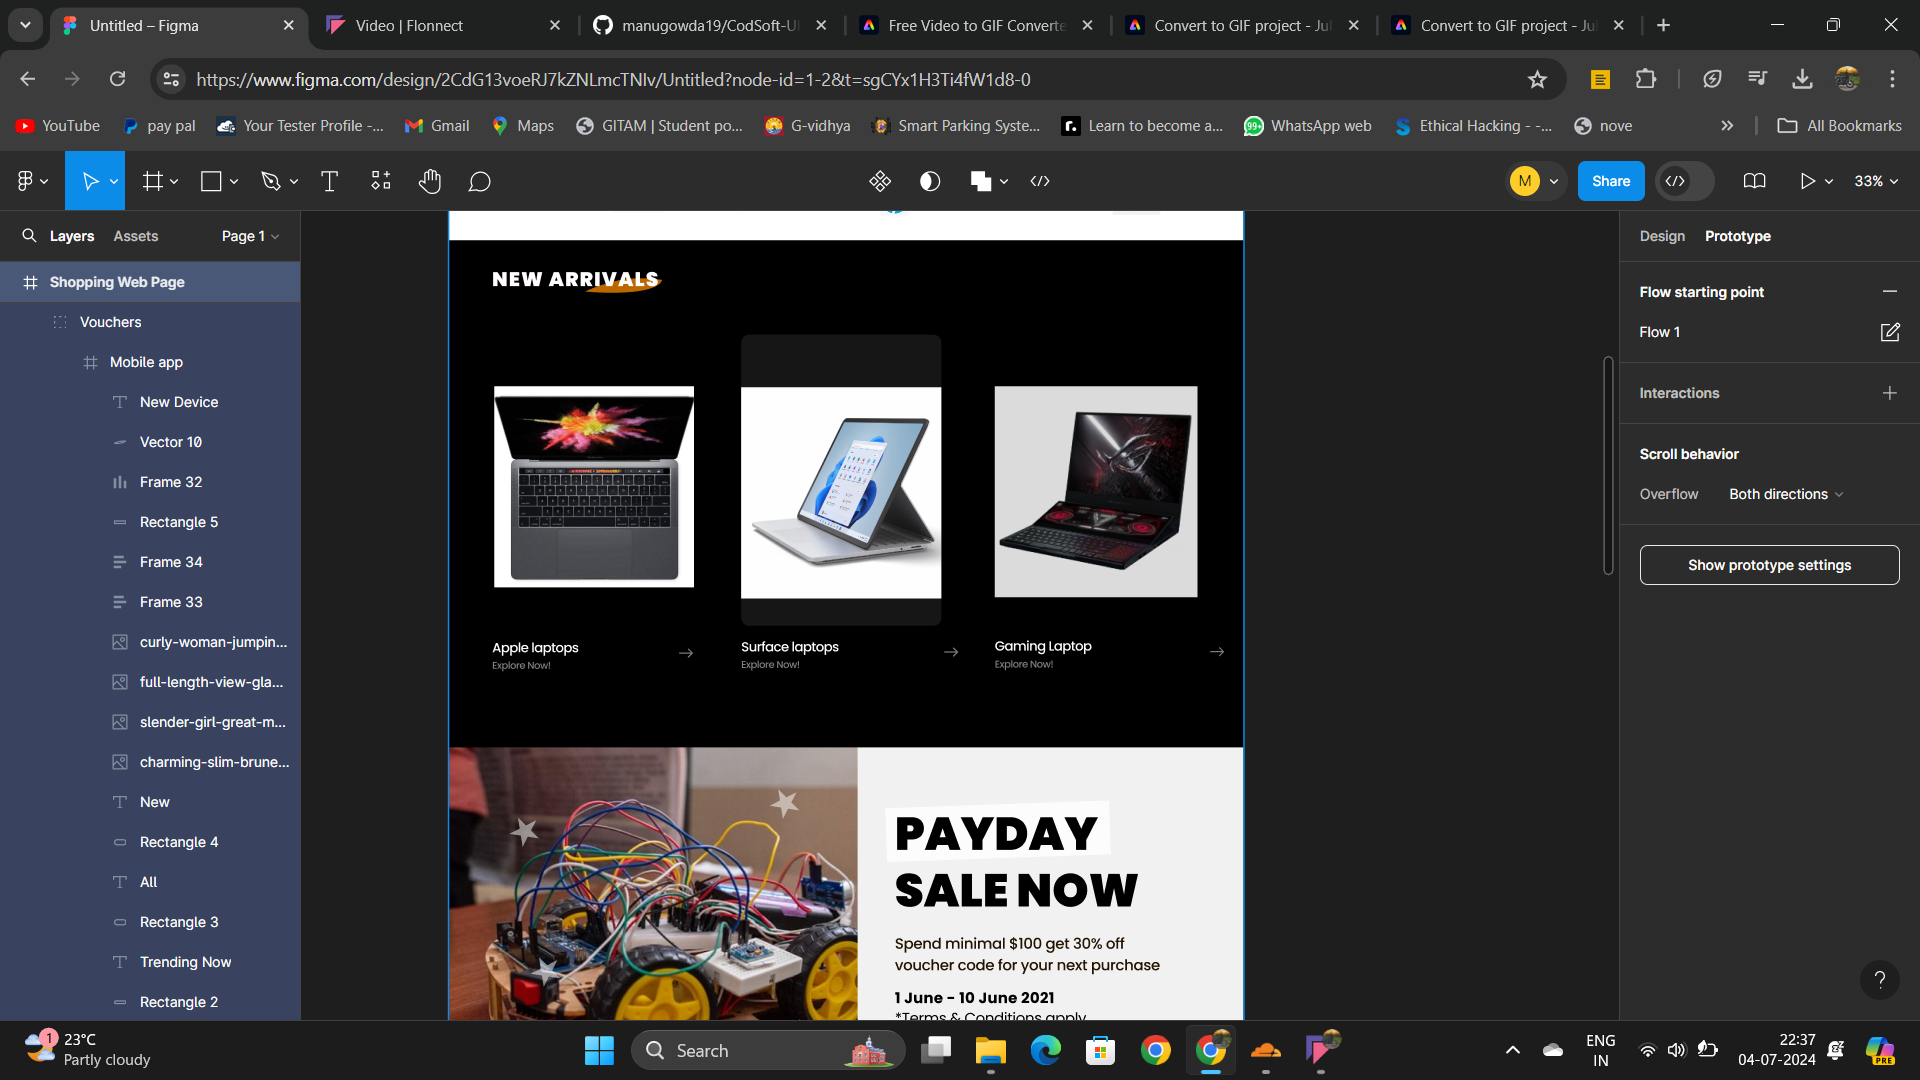 Untitled – Figma
Video | Flonnect
manugowda19/CodSoft-UI
Free Video to GIF Converte
Convert to GIF project - Jul
Convert to GIF project - Jul
https://www.figma.com/design/2CdG13voeRJ7kZNLmcTNlv/Untitled?node-id=1-2&t=sgCYx1H3Ti4fW1d8-0
YouTube
pay pal
Your Tester Profile -...
Gmail
Maps
GITAM | Student po...
G-vidhya
Smart Parking Syste...
Learn to become a...
99+
WhatsApp web
Ethical Hacking - -...
nove
All Bookmarks
M
Share
33%
Layers
Assets
Page 1
Design
Prototype
Shopping Web Page
Vouchers
Mobile app
New Device
Vector 10
Frame 32
Rectangle 5
Frame 34
Frame 33
curly-woman-jumpin...
full-length-view-gla...
slender-girl-great-m...
charming-slim-brune...
New
Rectangle 4
All
Rectangle 3
Trending Now
Rectangle 2
NEW ARRIVALS
Apple laptops
Explore Now!
Surface laptops
Explore Now!
Gaming Laptop
Explore Now!
PAYDAY
SALE NOW
Spend minimal $100 get 30% off
voucher code for your next purchase
1 June - 10 June 2021
*Terms & Conditions apply
Flow starting point
Flow 1
Interactions
Scroll behavior
Overflow
Both directions
Show prototype settings
?
1
23°C
Partly cloudy
Search
ENG
IN
22:37
04-07-2024
PRE